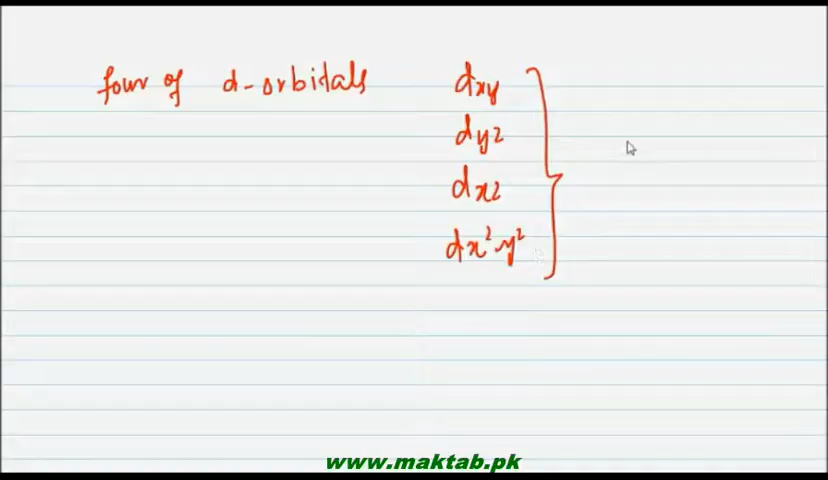 four of d-orbitals dxy
dyz
dxz
dx²-y²
www.maktab.pk